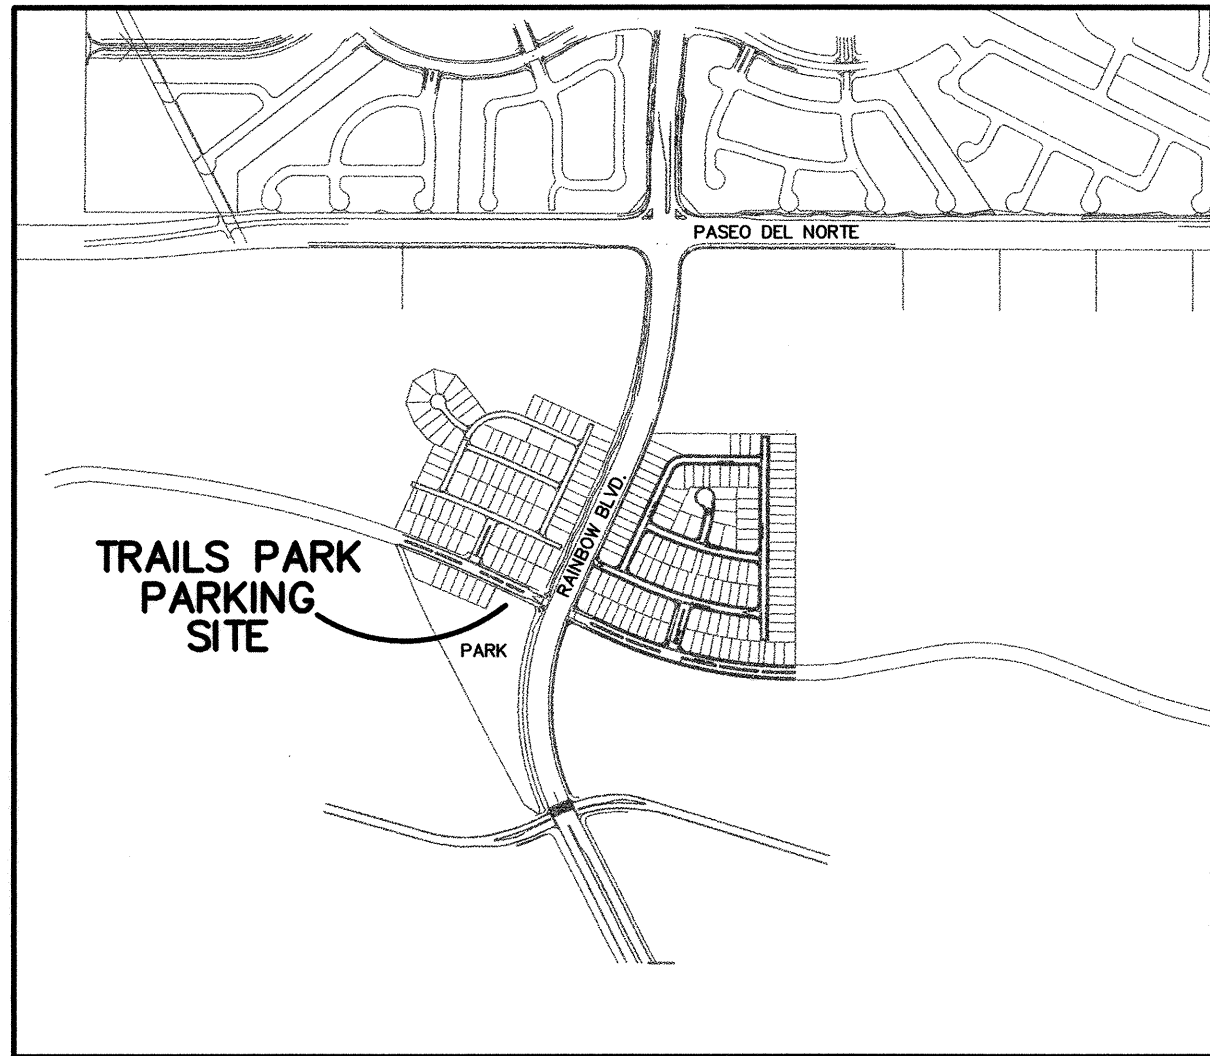 PASEO DEL NORTE
RAINBOW BLVD.
TRAILS PARK
PARKING
SITE
PARK